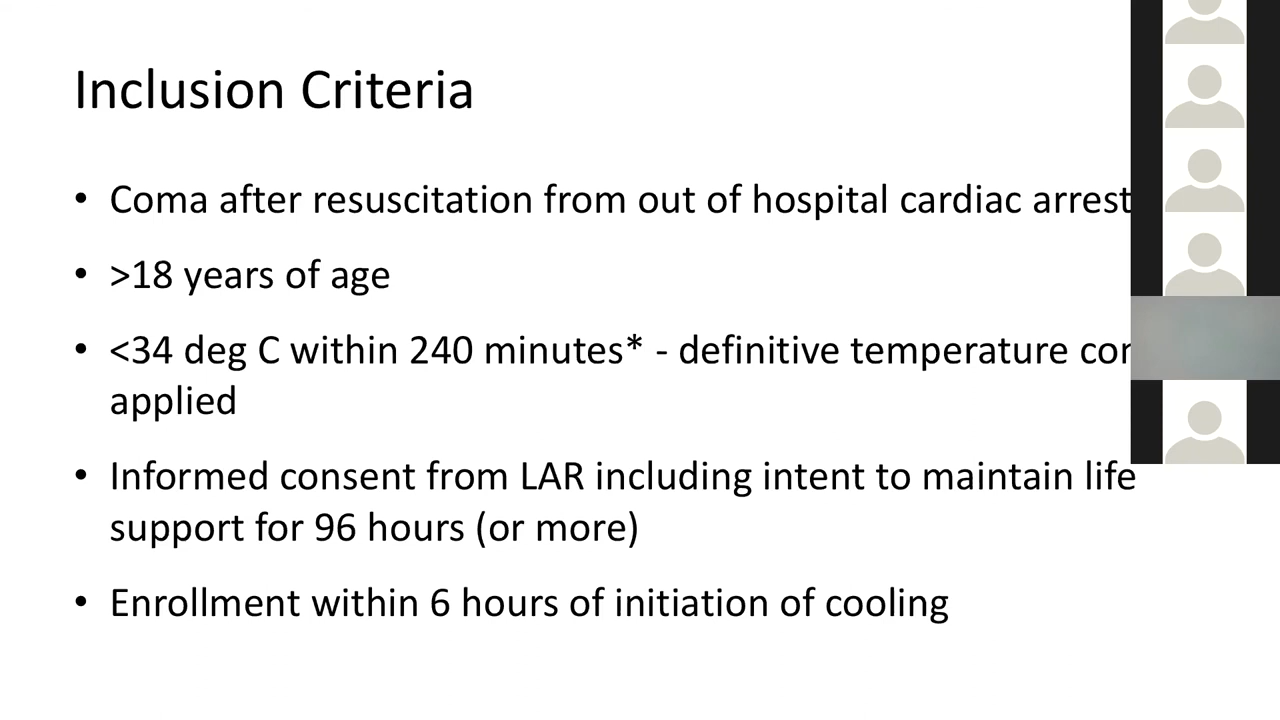 Inclusion Criteria
• Coma after resuscitation from out of hospital cardiac arrest
• >18 years of age
• <34 deg C within 240 minutes* - definitive temperature
applied
• Informed consent from LAR including intent to maintain life
support for 96 hours (or more)
• Enrollment within 6 hours of initiation of cooling